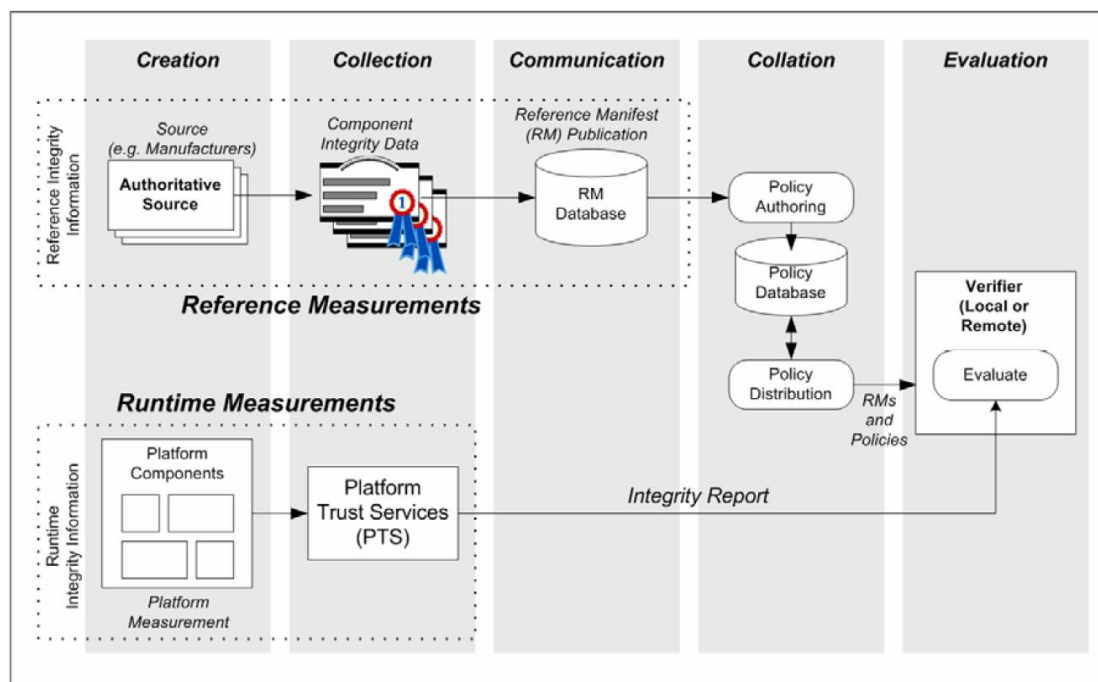 Creation
Collection
Communication
Collation
Evaluation
Reference Integrity
Information
Source
(e.g. Manufacturers)
Authoritative
Source
Component
Integrity Data
1
Reference Manifest
(RM) Publication
RM
Database
Policy
Authoring
Policy
Database
Policy
Distribution
Reference Measurements
Verifier
(Local or
Remote)
Evaluate
RMs
and
Policies
Runtime Measurements
Runtime
Integrity Information
Platform
Components
Platform
Measurement
Platform
Trust Services
(PTS)
Integrity Report